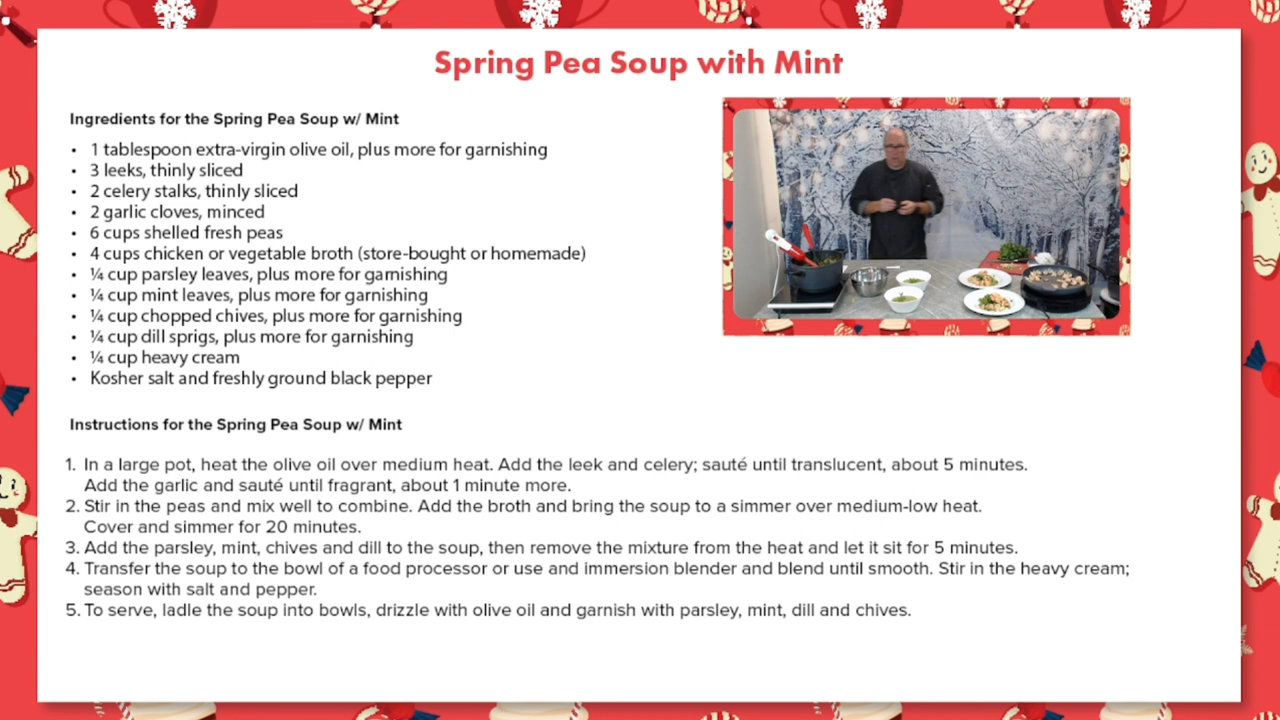 Spring Pea Soup with Mint
Ingredients for the Spring Pea Soup w/ Mint
• 1 tablespoon extra-virgin olive oil, plus more for garnishing
• 3 leeks, thinly sliced
• 2 celery stalks, thinly sliced
• 2 garlic cloves, minced
• 6 cups shelled fresh peas
• 4 cups chicken or vegetable broth (store-bought or homemade)
• ¼ cup parsley leaves, plus more for garnishing
• ¼ cup mint leaves, plus more for garnishing
• ¼ cup chopped chives, plus more for garnishing
• ¼ cup dill sprigs, plus more for garnishing
• ¼ cup heavy cream
• Kosher salt and freshly ground black pepper
Instructions for the Spring Pea Soup w/ Mint
1. In a large pot, heat the olive oil over medium heat. Add the leek and celery; sauté until translucent, about 5 minutes.
Add the garlic and sauté until fragrant, about 1 minute more.
2. Stir in the peas and mix well to combine. Add the broth and bring the soup to a simmer over medium-low heat.
Cover and simmer for 20 minutes.
3. Add the parsley, mint, chives and dill to the soup, then remove the mixture from the heat and let it sit for 5 minutes.
4. Transfer the soup to the bowl of a food processor or use and immersion blender and blend until smooth. Stir in the heavy cream;
season with salt and pepper.
5. To serve, ladle the soup into bowls, drizzle with olive oil and garnish with parsley, mint, dill and chives.